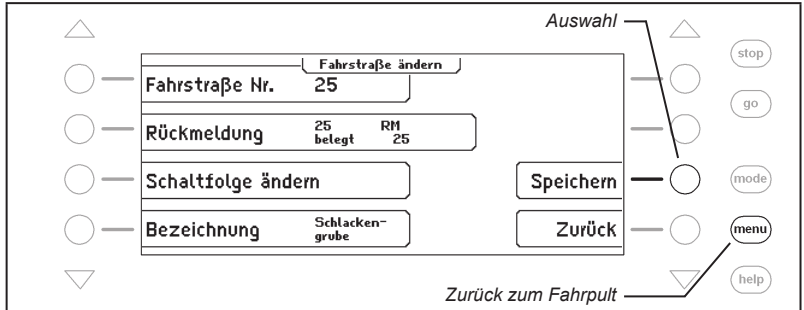 Auswahl
stop
Fahrstraße ändern
Fahrstraße Nr. 25
go
Rückmeldung 25 RM
belegt 25
Schaltfolge ändern
Speichern
mode
Bezeichnung Schlacken-
grube
Zurück
menu
help
Zurück zum Fahrpult